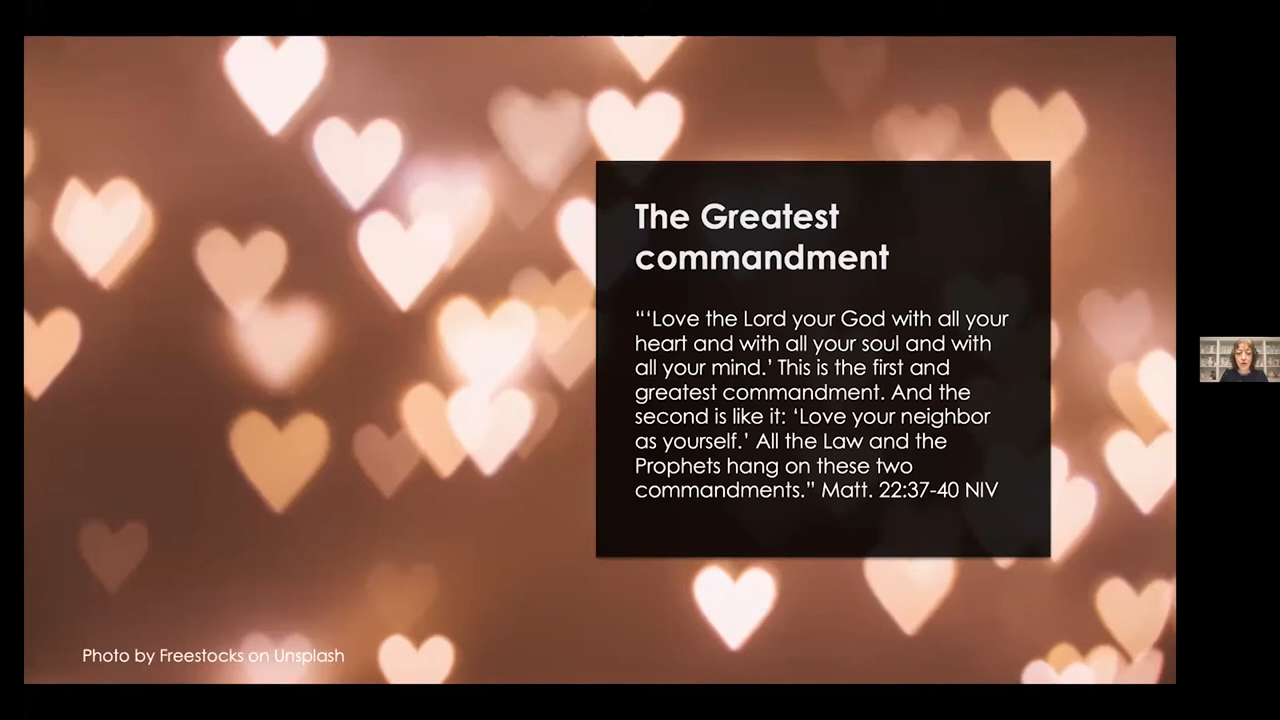 The Greatest
commandment
“‘Love the Lord your God with all your
heart and with all your soul and with
all your mind.’ This is the first and
greatest commandment. And the
second is like it: ‘Love your neighbor
as yourself.’ All the Law and the
Prophets hang on these two
commandments.” Matt. 22:37-40 NIV
Photo by Freestocks on Unsplash